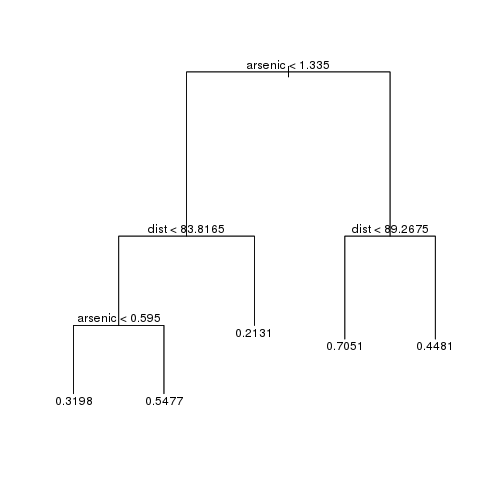 arsenic < 1.335
dist < 83.8165
dist < 89.2675
arsenic < 0.595
0.2131
0.7051
0.4481
0.3198
0.5477